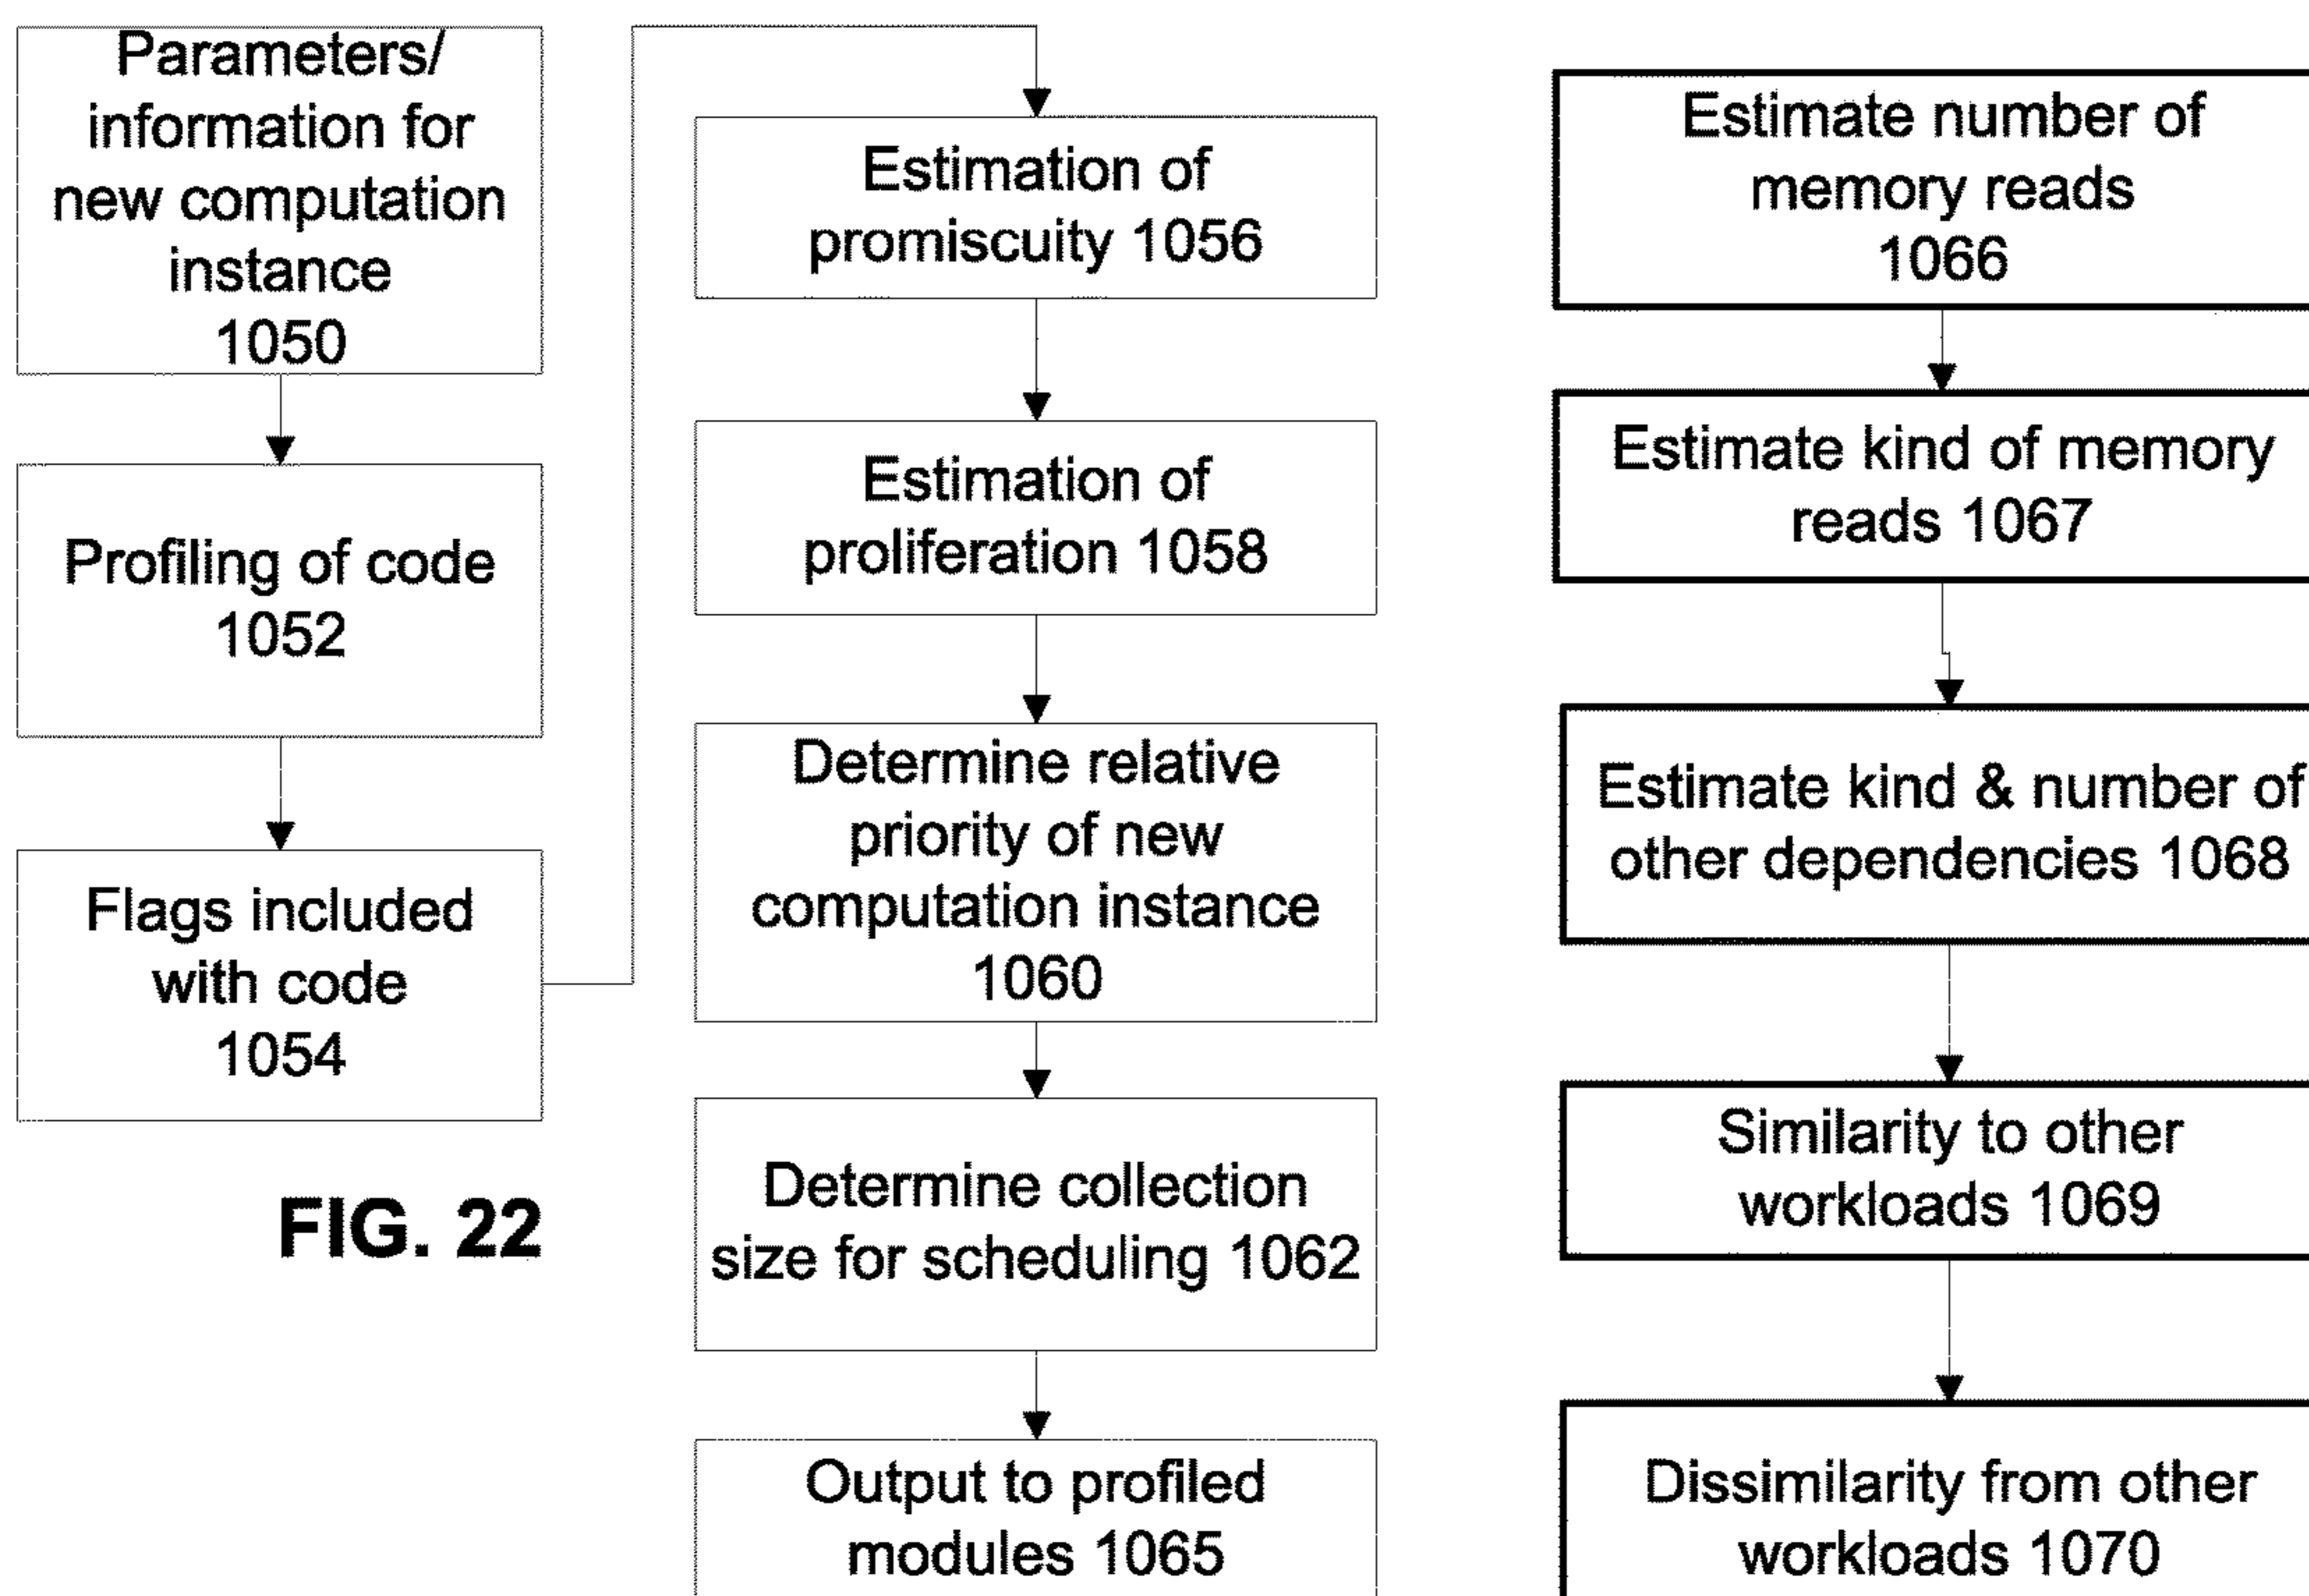 Parameters/
information for
new computation
instance
1050
Profiling of code
1052
Flags included
with code
1054
FIG. 22
Estimation of
promiscuity 1056
Estimation of
proliferation 1058
Determine relative
priority of new
computation instance
1060
Determine collection
size for scheduling 1062
Output to profiled
modules 1065
Estimate number of
memory reads
1066
Estimate kind of memory
reads 1067
Estimate kind & number of
other dependencies 1068
Similarity to other
workloads 1069
Dissimilarity from other
workloads 1070